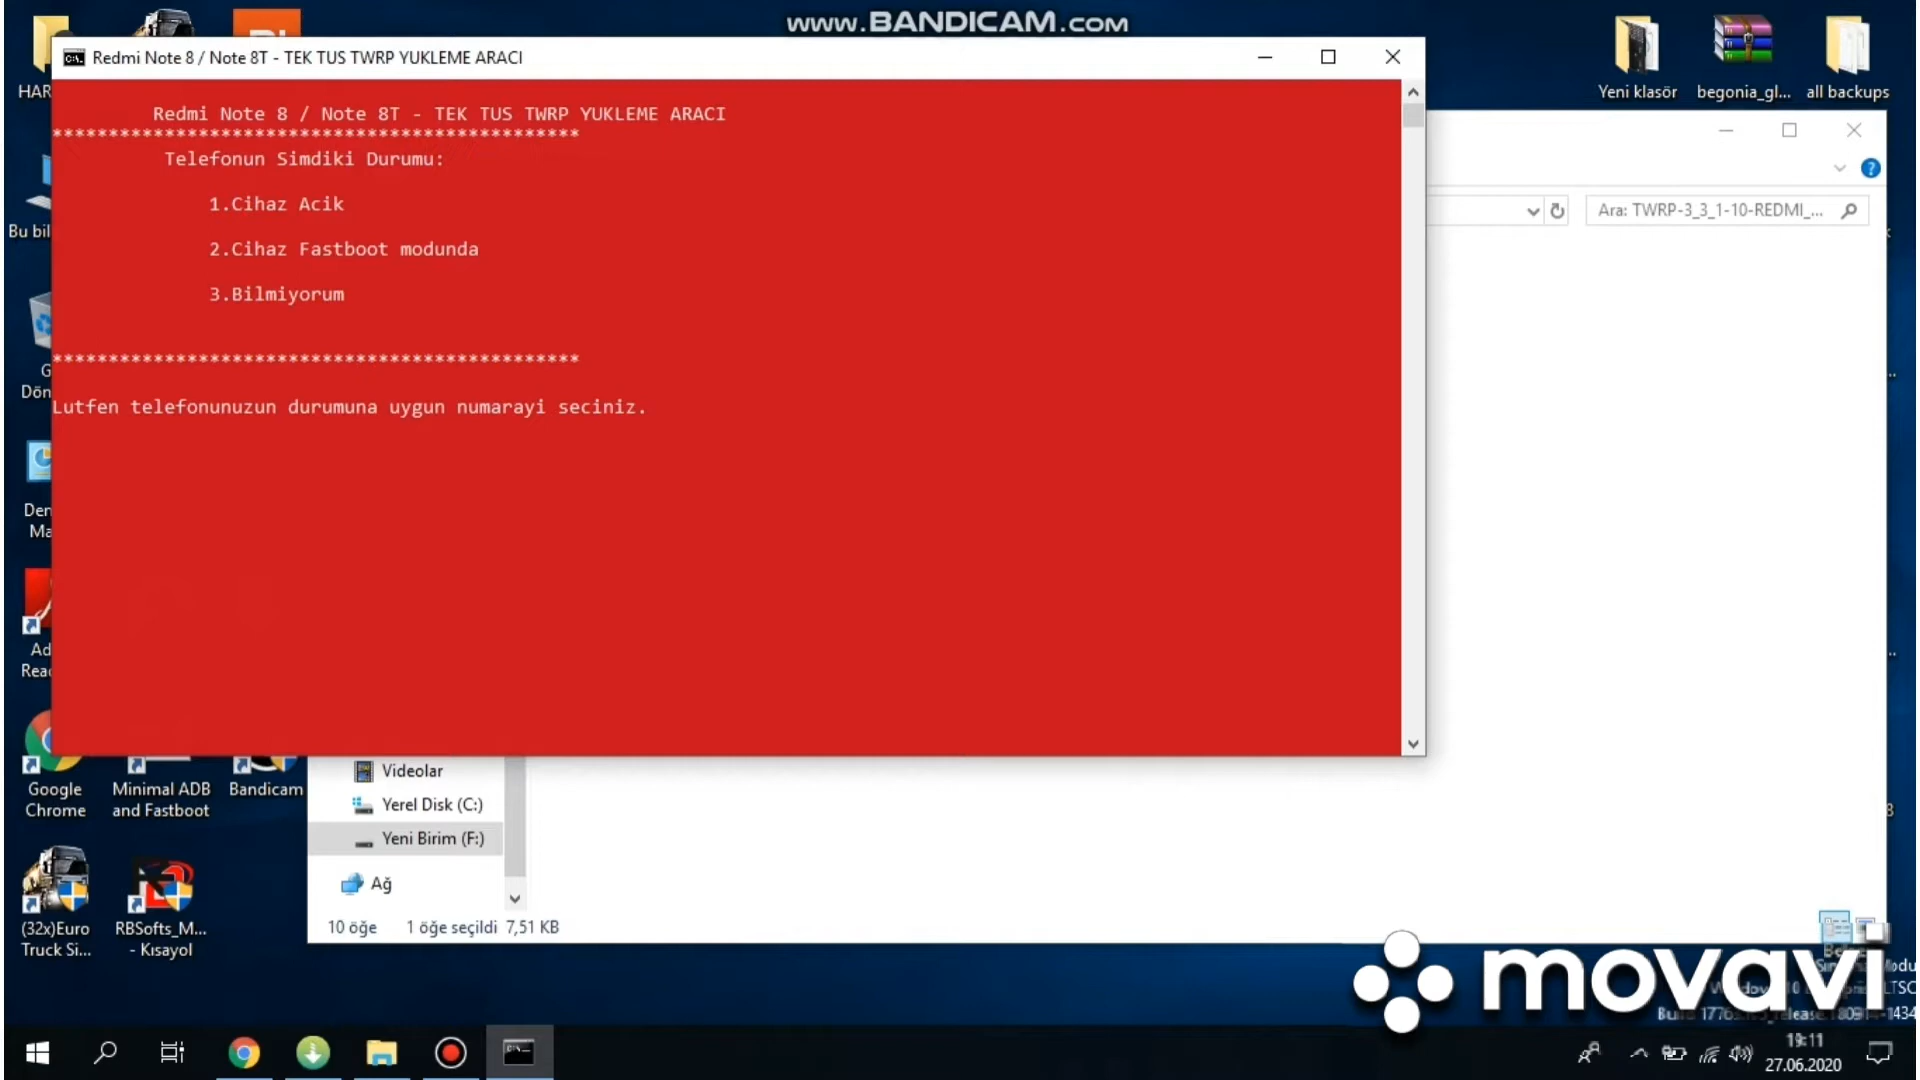 www.BANDICAM.com
Redmi Note 8 / Note 8T - TEK TUS TWRP YUKLEME ARACI
Redmi Note 8 / Note 8T - TEK TUS TWRP YUKLEME ARACI
***********************************************
Telefonun Simdiki Durumu:
1.Cihaz Acik
2.Cihaz Fastboot modunda
3.Bilmiyorum
***********************************************
Lutfen telefonunuzun durumuna uygun numarayi seciniz.
Yeni klasör
begonia_gl...
all backups
Ara: TWRP-3_3_1-10-REDMI_...
Google Chrome
Minimal ADB and Fastboot
Bandicam
(32x)Euro Truck Si...
RBSofts_M... - Kısayol
Videolar
Yerel Disk (C:)
Yeni Birim (F:)
Ağ
10 öğe 1 öğe seçildi 7,51 KB
movavi
19:11
27.06.2020